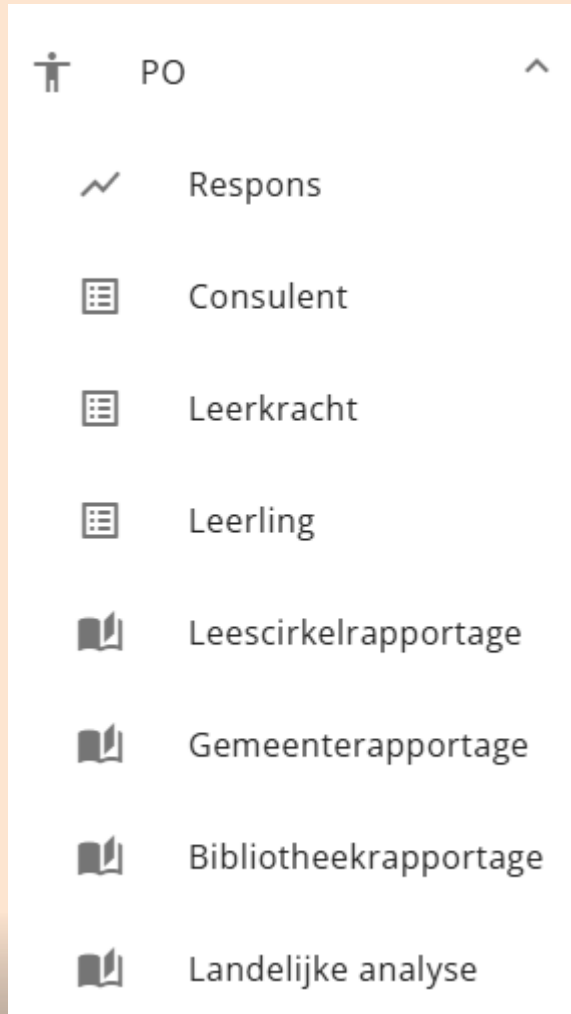 PO
Respons
Consulent
Leerkracht
Leerling
Leescirkelrapportage
Gemeenterapportage
Bibliotheekrapportage
Landelijke analyse